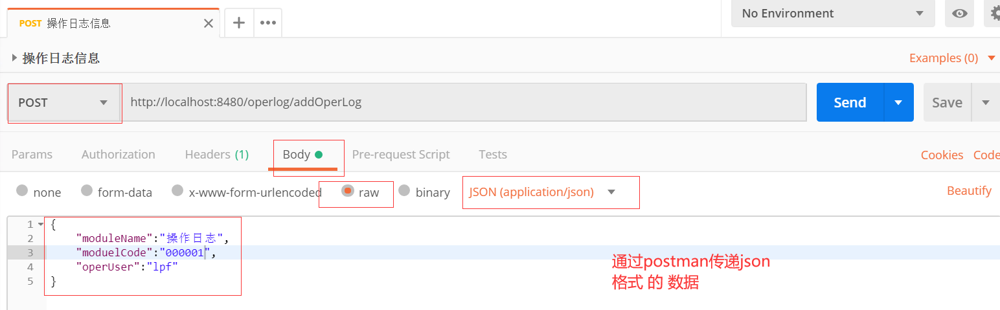 POST 操作日志信息
No Environment
操作日志信息
Examples (0)
POST
http://localhost:8480/operlog/addOperLog
Send
Save
Params Authorization Headers (1) Body Pre-request Script Tests Cookies Code
none form-data x-www-form-urlencoded raw binary JSON (application/json) Beautify
1 {
2 "moduleName":"操作日志",
3 "moduelCode":"000001",
4 "operUser":"lpf"
5 }
通过postman传递json
格式 的 数据